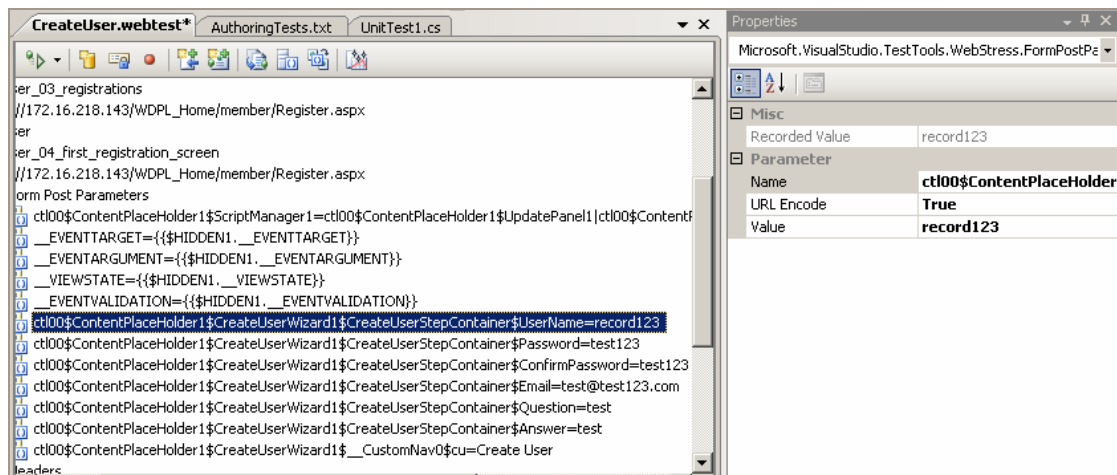 CreateUser.webtest* AuthoringTests.txt UnitTest1.cs
ser_03_registrations
//172.16.218.143/WDPL_Home/member/Register.aspx
ser
ser_04_first_registration_screen
//172.16.218.143/WDPL_Home/member/Register.aspx
orm Post Parameters
ctl00$ContentPlaceHolder1$ScriptManager1=ctl00$ContentPlaceHolder1$UpdatePanel1|ctl00$ContentP
__EVENTTARGET={{$HIDDEN1.__EVENTTARGET}}
__EVENTARGUMENT={{$HIDDEN1.__EVENTARGUMENT}}
__VIEWSTATE={{$HIDDEN1.__VIEWSTATE}}
__EVENTVALIDATION={{$HIDDEN1.__EVENTVALIDATION}}
ctl00$ContentPlaceHolder1$CreateUserWizard1$CreateUserStepContainer$UserName=record123
ctl00$ContentPlaceHolder1$CreateUserWizard1$CreateUserStepContainer$Password=test123
ctl00$ContentPlaceHolder1$CreateUserWizard1$CreateUserStepContainer$ConfirmPassword=test123
ctl00$ContentPlaceHolder1$CreateUserWizard1$CreateUserStepContainer$Email=test@test123.com
ctl00$ContentPlaceHolder1$CreateUserWizard1$CreateUserStepContainer$Question=test
ctl00$ContentPlaceHolder1$CreateUserWizard1$CreateUserStepContainer$Answer=test
ctl00$ContentPlaceHolder1$CreateUserWizard1$__CustomNav0$cu=Create User
leaders
Properties
Microsoft.VisualStudio.TestTools.WebStress.FormPostPa
Misc
Recorded Value record123
Parameter
Name ctl00$ContentPlaceHolder
URL Encode True
Value record123